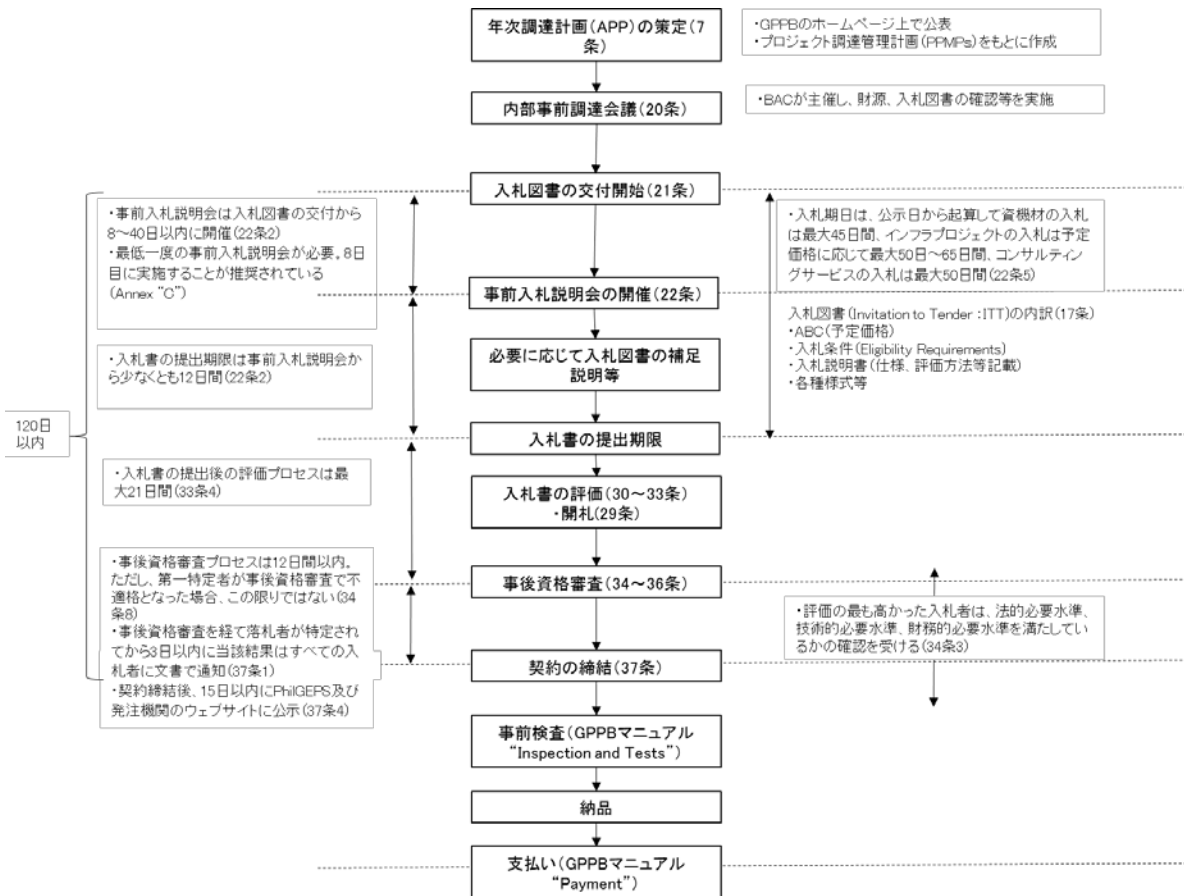 年次調達計画(APP)の策定(7
条)
・GPPBのホームページ上で公表
・プロジェクト調達管理計画(PPMPs)をもとに作成
内部事前調達会議(20条)
・BACが主催し、財源、入札図書の確認等を実施
入札図書の交付開始(21条)
・事前入札説明会は入札図書の交付から
8~40日以内に開催(22条2)
・最低一度の事前入札説明会が必要。8日
目に実施することが推奨されている
(Annex "C")
・入札期日は、公示日から起算して資機材の入札
は最大45日間、インフラプロジェクトの入札は予定
価格に応じて最大50日~65日間、コンサルティ
ングサービスの入札は最大50日間(22条5)
事前入札説明会の開催(22条)
入札図書(Invitation to Tender :ITT)の内訳(17条)
・ABC(予定価格)
・入札条件(Eligibility Requirements)
・入札説明書(仕様、評価方法等記載)
・各種様式等
必要に応じて入札図書の補足
説明等
・入札書の提出期限は事前入札説明会か
ら少なくとも12日間(22条2)
120日
以内
入札書の提出期限
・入札書の提出後の評価プロセスは最
大21日間(33条4)
入札書の評価(30~33条)
・開札(29条)
・事後資格審査プロセスは12日間以内。
ただし、第一特定者が事後資格審査で不
適格となった場合、この限りではない(34
条8)
・事後資格審査を経て落札者が特定され
てから3日以内に当該結果はすべての入
札者に文書で通知(37条1)
・契約締結後、15日以内にPhilGEPS及び
発注機関のウェブサイトに公示(37条4)
事後資格審査(34~36条)
・評価の最も高かった入札者は、法的必要水準、
技術的必要水準、財務的必要水準を満たしてい
るかの確認を受ける(34条3)
契約の締結(37条)
事前検査(GPPBマニュアル
"Inspection and Tests")
納品
支払い(GPPBマニュアル
"Payment")